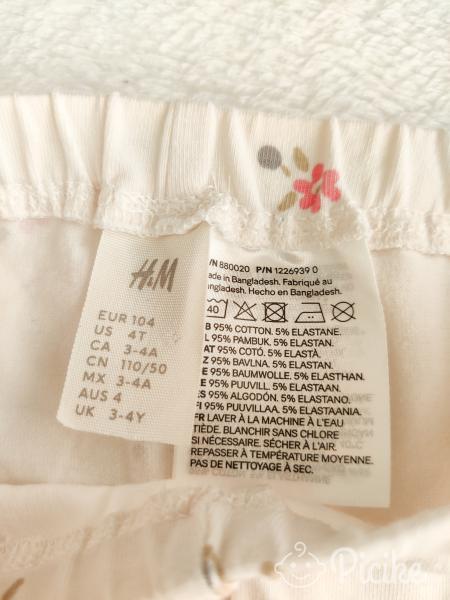 H&M
EUR 104
US 4T
CA 3-4A
CN 110/50
MX 3-4A
AUS 4
UK 3-4Y
/N 880020 P/N 1226939 0
ade in Bangladesh. Fabriqué au
ngladesh. Hecho en Bangladesh.
40
B 95% COTTON. 5% ELASTANE.
L 95% PAMBUK. 5% ELASTAN.
AT 95% COTÓ. 5% ELASTÀ.
Z 95% BAVLNA. 5% ELASTAN.
E 95% BAUMWOLLE. 5% ELASTHAN.
E 95% PUUVILL. 5% ELASTAAN.
S 95% ALGODÓN. 5% ELASTANO.
FI 95% PUUVILLAA. 5% ELASTAANIA.
FR LAVER À LA MACHINE À L'EAU
TIÈDE. BLANCHIR SANS CHLORE
SI NÉCESSAIRE. SÉCHER À L'AIR.
REPASSER À TEMPÉRATURE MOYENNE.
PAS DE NETTOYAGE À SEC.
Picike